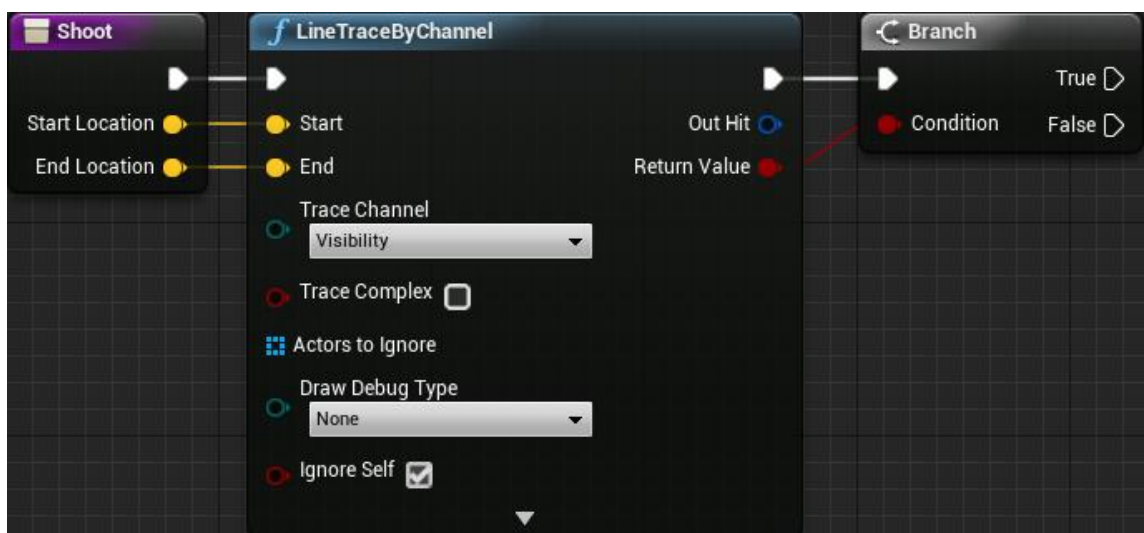 Shoot
Start Location
End Location
f LineTraceByChannel
Start
End
Out Hit
Return Value
Trace Channel
Visibility
Trace Complex
Actors to Ignore
Draw Debug Type
None
Ignore Self
Branch
Condition
True
False